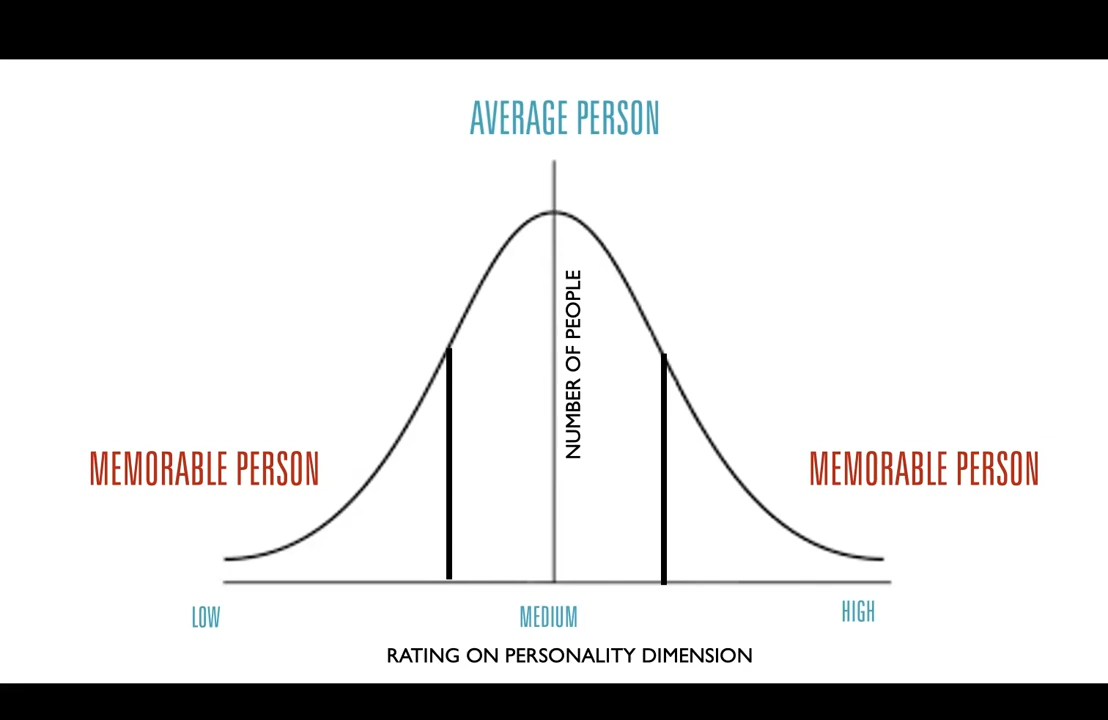 AVERAGE PERSON
NUMBER OF PEOPLE
MEMORABLE PERSON
MEMORABLE PERSON
LOW
MEDIUM
HIGH
RATING ON PERSONALITY DIMENSION